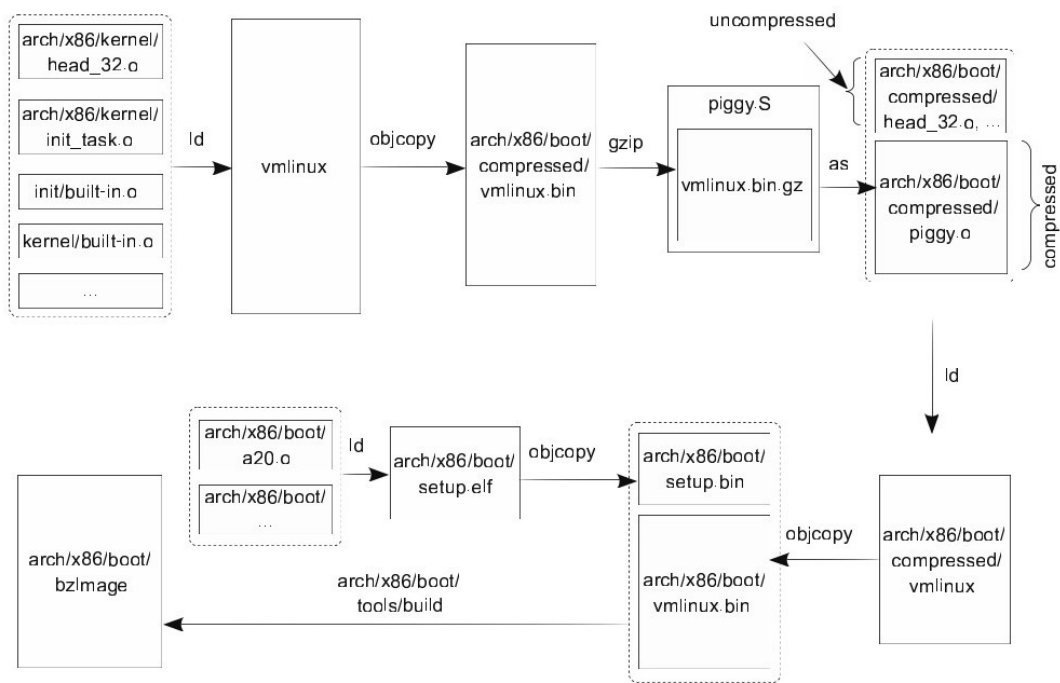 uncompressed
arch/x86/kernel/
head_32.o
arch/x86/kernel/
init_task.o
init/built-in.o
kernel/built-in.o
...
ld
vmlinux
objcopy
arch/x86/boot/
compressed/
vmlinux.bin
gzip
piggy.S
vmlinux.bin.gz
as
arch/x86/boot/
compressed/
head_32.o, ...
arch/x86/boot/
compressed/
piggy.o
compressed
ld
arch/x86/boot/
a20.o
arch/x86/boot/
...
ld
arch/x86/boot/
setup.elf
objcopy
arch/x86/boot/
setup.bin
arch/x86/boot/
vmlinux.bin
objcopy
arch/x86/boot/
compressed/
vmlinux
arch/x86/boot/
tools/build
arch/x86/boot/
bzImage